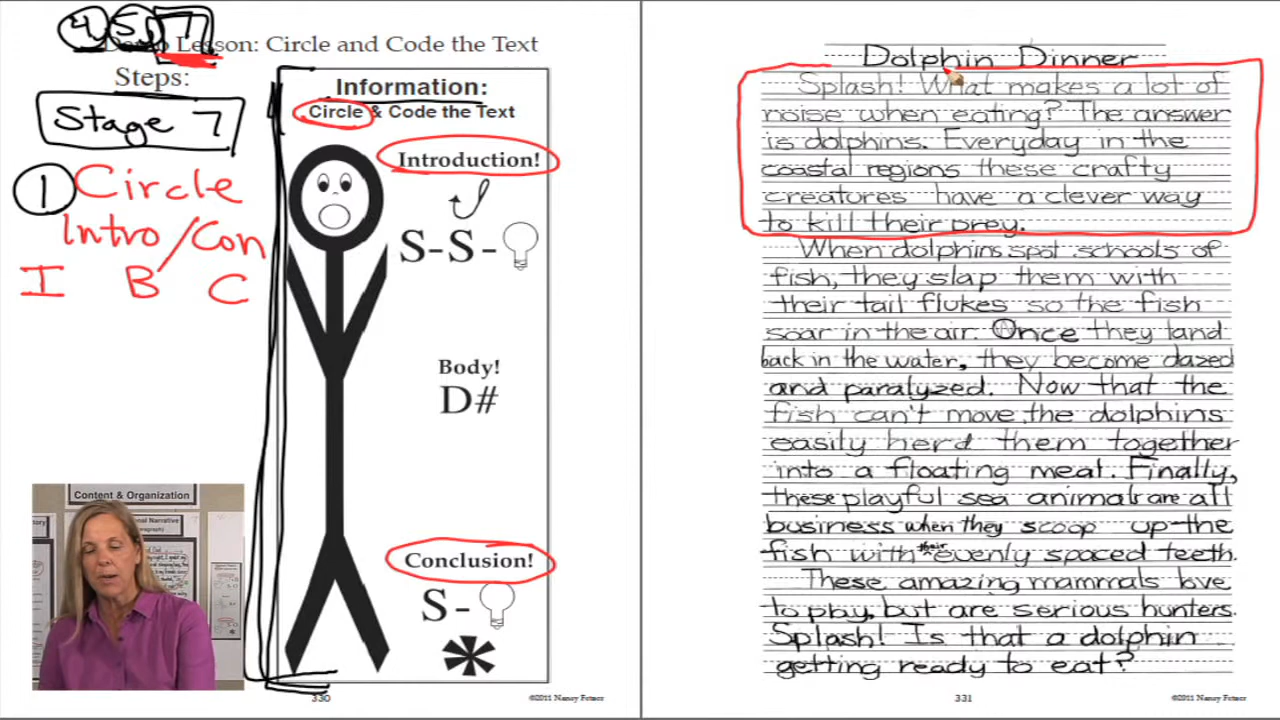 4, 5, 7
Demo Lesson: Circle and Code the Text
Steps:
Stage 7
1 Circle
Intro/Con
I B C
Information:
Circle & Code the Text
Introduction!
S-S-
Body!
D#
Conclusion!
S-
*
Content & Organization
330
©2011 Nancy Fetzer
Dolphin Dinner
Splash! What makes a lot of
noise when eating? The answer
is dolphins. Everyday in the
coastal regions these crafty
creatures have a clever way
to kill their prey.
When dolphins spot schools of
fish, they slap them with
their tail flukes so the fish
soar in the air. Once they land
back in the water, they become dazed
and paralyzed. Now that the
fish can't move, the dolphins
easily herd them together
into a floating meal. Finally,
these playful sea animals are all
business when they scoop up the
fish with their evenly spaced teeth.
These amazing mammals love
to play, but are serious hunters.
Splash! Is that a dolphin
getting ready to eat?
331
©2011 Nancy Fetzer